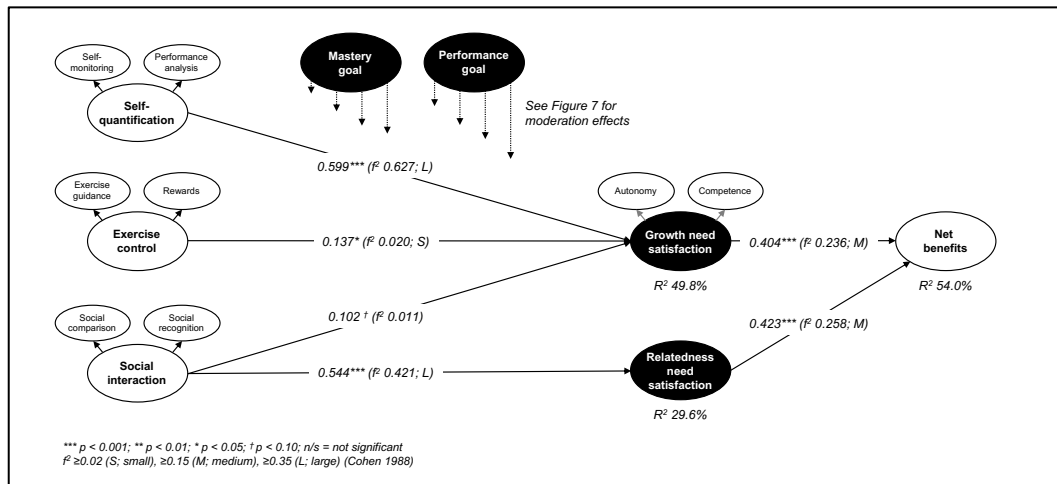 Self-
monitoring
Performance
analysis
Self-
quantification
Mastery
goal
Performance
goal
See Figure 7 for
moderation effects
0.599*** (f² 0.627; L)
Exercise
guidance
Rewards
Exercise
control
0.137* (f² 0.020; S)
Autonomy
Competence
Growth need
satisfaction
R² 49.8%
0.404*** (f² 0.236; M)
Net
benefits
R² 54.0%
Social
comparison
Social
recognition
Social
interaction
0.102 † (f² 0.011)
0.544*** (f² 0.421; L)
Relatedness
need
satisfaction
R² 29.6%
0.423*** (f² 0.258; M)
*** p < 0.001; ** p < 0.01; * p < 0.05; † p < 0.10; n/s = not significant
f² ≥0.02 (S; small), ≥0.15 (M; medium), ≥0.35 (L; large) (Cohen 1988)